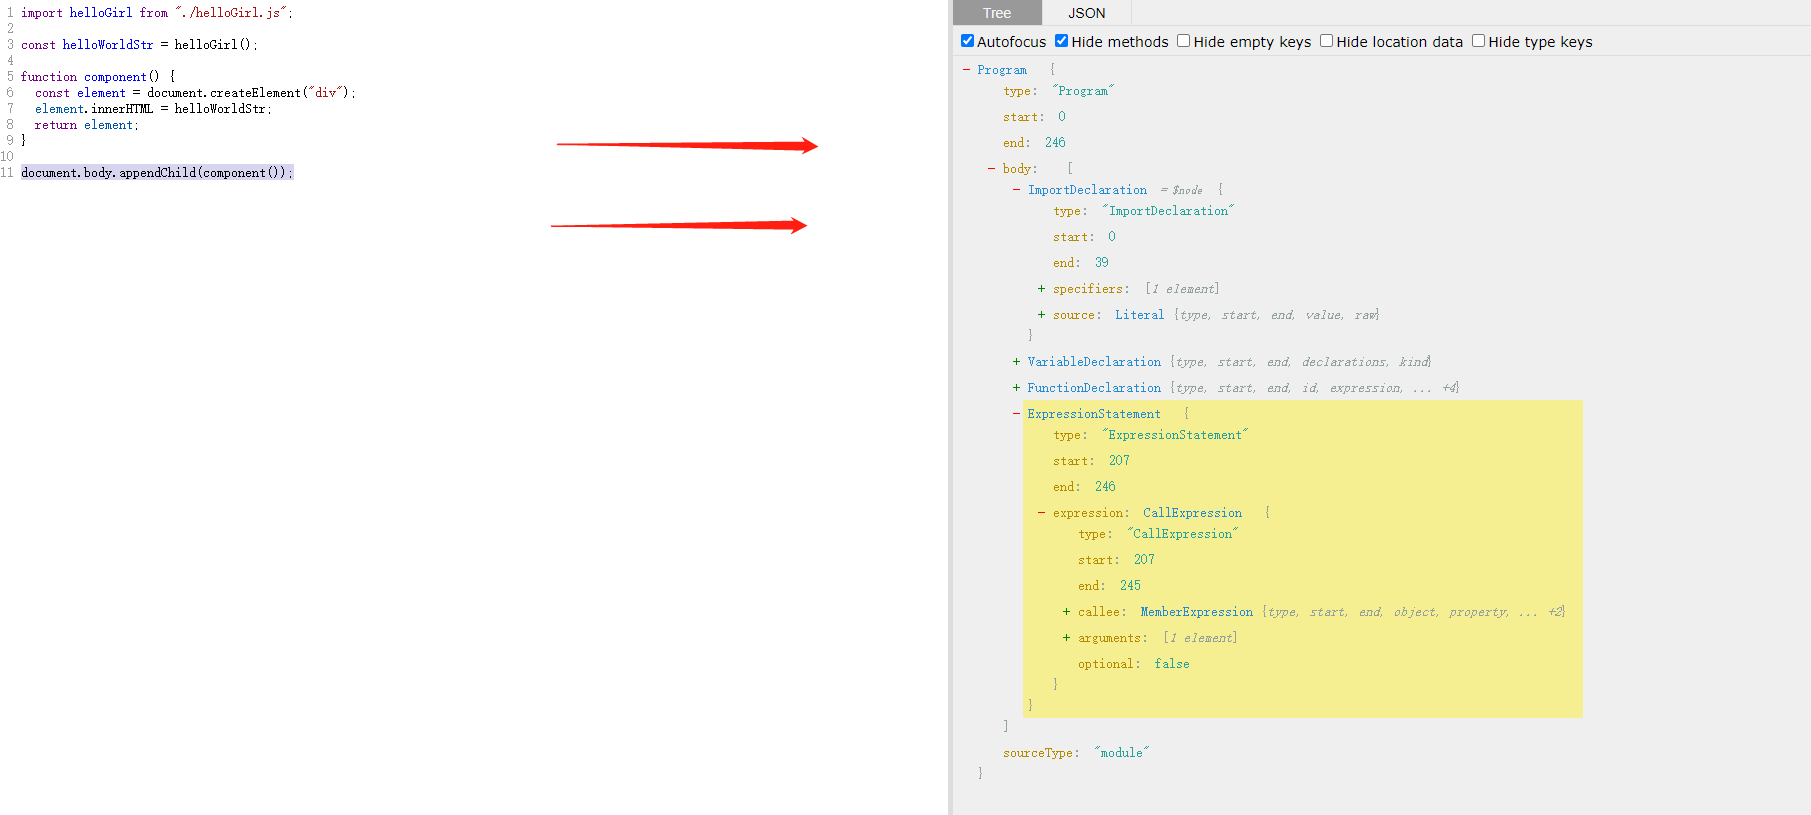 1 import helloGirl from "./helloGirl.js";
2
3 const helloWorldStr = helloGirl();
4
5 function component() {
6   const element = document.createElement("div");
7   element.innerHTML = helloWorldStr;
8   return element;
9 }
10
11 document.body.appendChild(component());
Tree JSON
Autofocus Hide methods Hide empty keys Hide location data Hide type keys
− Program {
type: "Program"
start: 0
end: 246
− body: [
− ImportDeclaration = $node {
type: "ImportDeclaration"
start: 0
end: 39
+ specifiers: [1 element]
+ source: Literal {type, start, end, value, raw}
}
+ VariableDeclaration {type, start, end, declarations, kind}
+ FunctionDeclaration {type, start, end, id, expression, ... +4}
− ExpressionStatement {
type: "ExpressionStatement"
start: 207
end: 246
− expression: CallExpression {
type: "CallExpression"
start: 207
end: 245
+ callee: MemberExpression {type, start, end, object, property, ... +2}
+ arguments: [1 element]
optional: false
}
}
]
sourceType: "module"
}